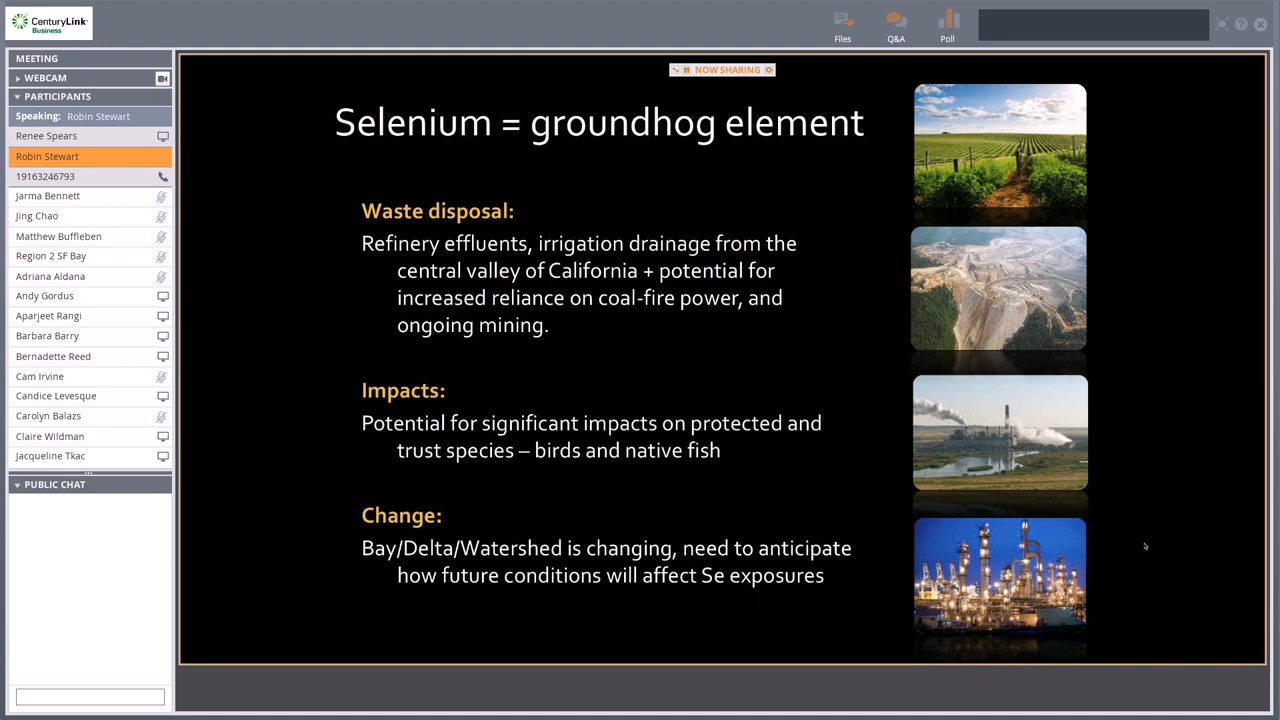 CenturyLink®
Business
Files
Q&A
Poll
MEETING
WEBCAM
PARTICIPANTS
Speaking: Robin Stewart
Renee Spears
Robin Stewart
19163246793
Jarma Bennett
Jing Chao
Matthew Buffleben
Region 2 SF Bay
Adriana Aldana
Andy Gordus
Aparjeet Rangi
Barbara Barry
Bernadette Reed
Cam Irvine
Candice Levesque
Carolyn Balazs
Claire Wildman
Jacqueline Tkac
PUBLIC CHAT
NOW SHARING
Selenium = groundhog element
Waste disposal:
Refinery effluents, irrigation drainage from the
central valley of California + potential for
increased reliance on coal-fire power, and
ongoing mining.
Impacts:
Potential for significant impacts on protected and
trust species – birds and native fish
Change:
Bay/Delta/Watershed is changing, need to anticipate
how future conditions will affect Se exposures